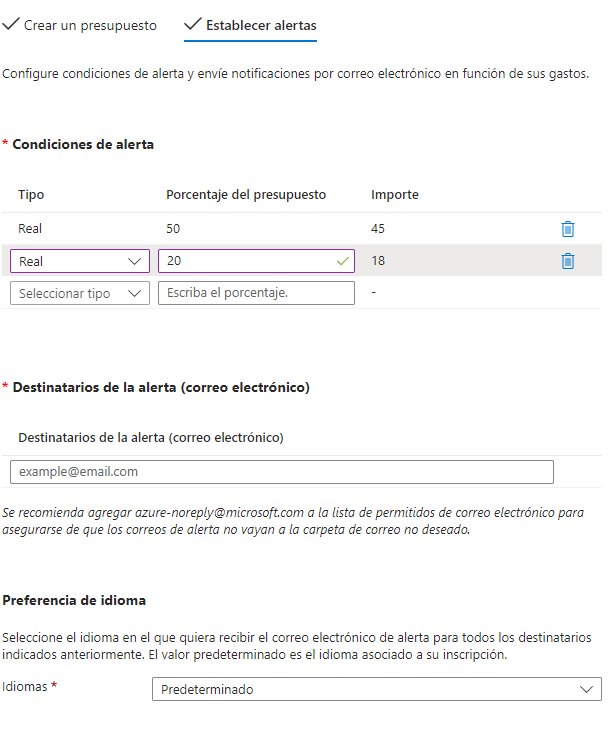 Crear un presupuesto Establecer alertas
Configure condiciones de alerta y envíe notificaciones por correo electrónico en función de sus gastos.
* Condiciones de alerta
Tipo Porcentaje del presupuesto Importe
Real 50 45
Real 20 18
Seleccionar tipo Escriba el porcentaje. -
* Destinatarios de la alerta (correo electrónico)
Destinatarios de la alerta (correo electrónico)
example@email.com
Se recomienda agregar azure-noreply@microsoft.com a la lista de permitidos de correo electrónico para
asegurarse de que los correos de alerta no vayan a la carpeta de correo no deseado.
Preferencia de idioma
Seleccione el idioma en el que quiera recibir el correo electrónico de alerta para todos los destinatarios
indicados anteriormente. El valor predeterminado es el idioma asociado a su inscripción.
Idiomas * Predeterminado